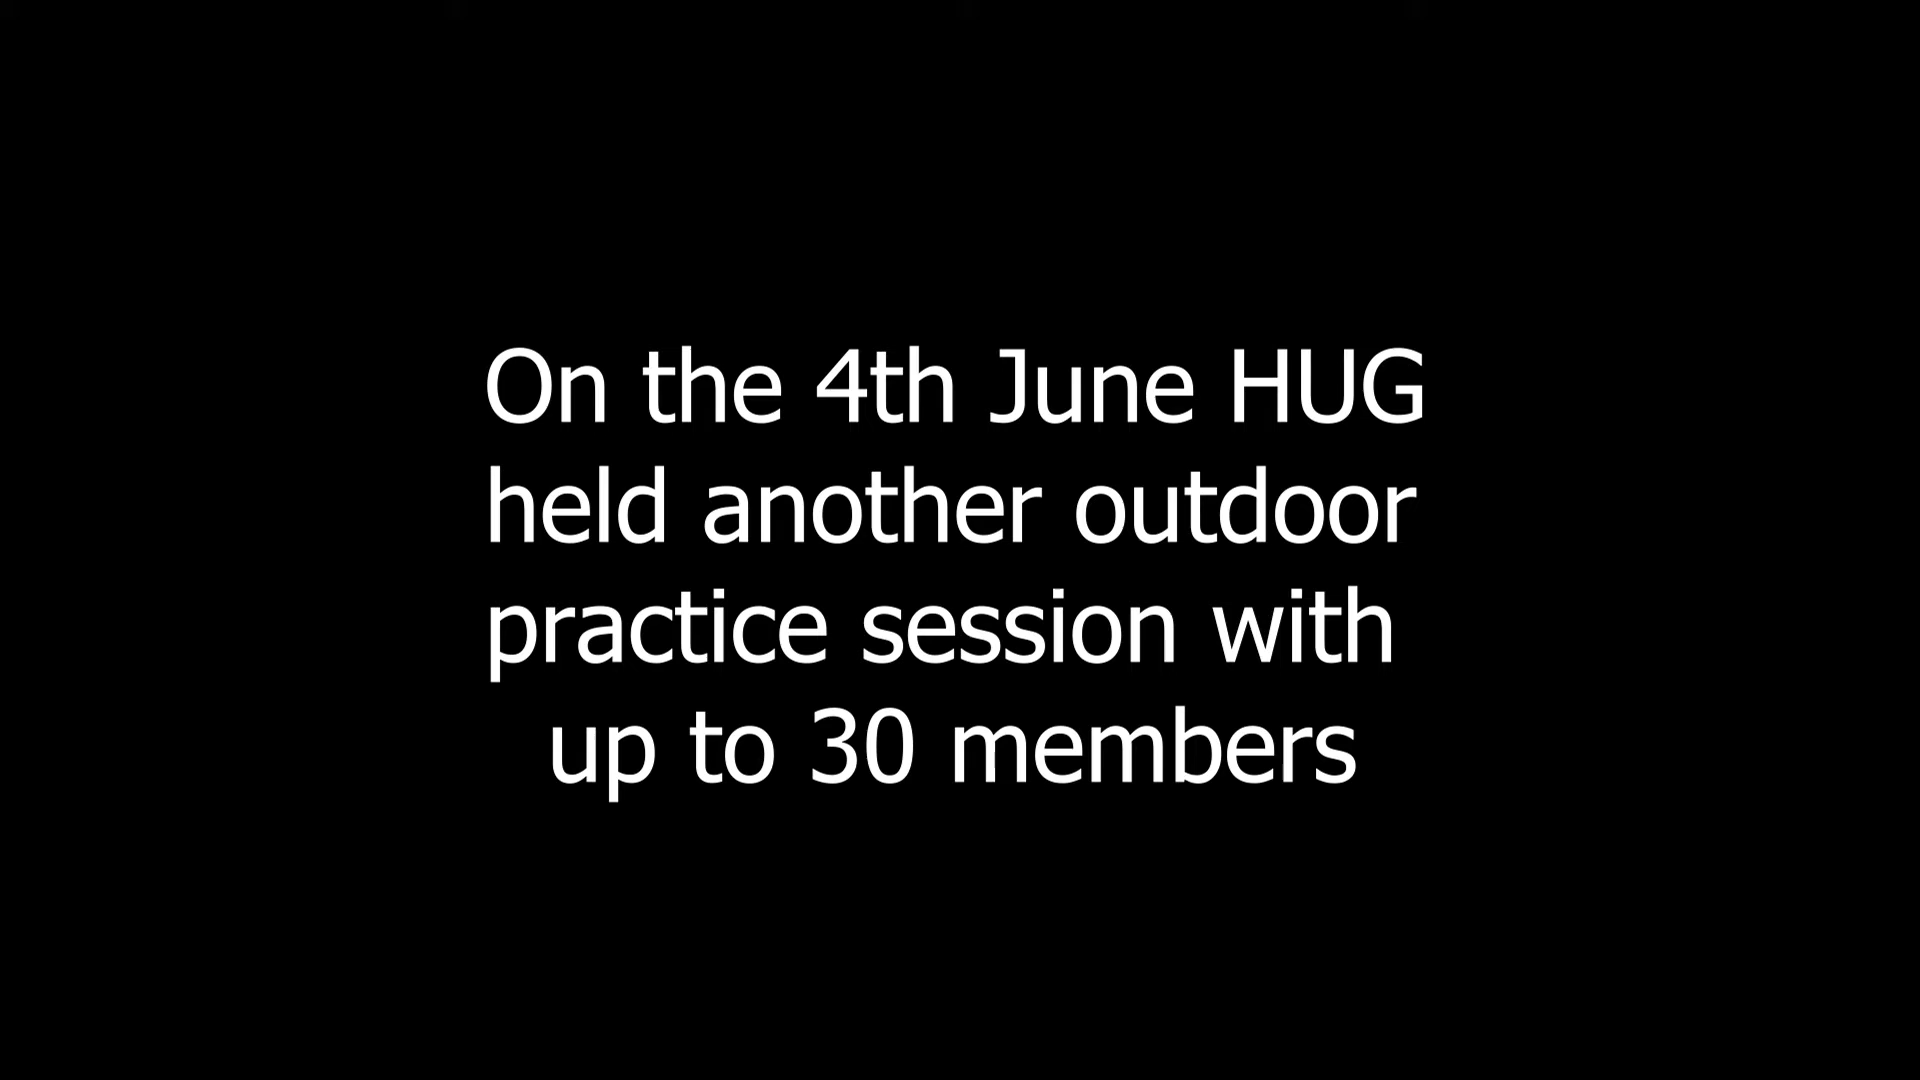 On the 4th June HUG
held another outdoor
practice session with
up to 30 members